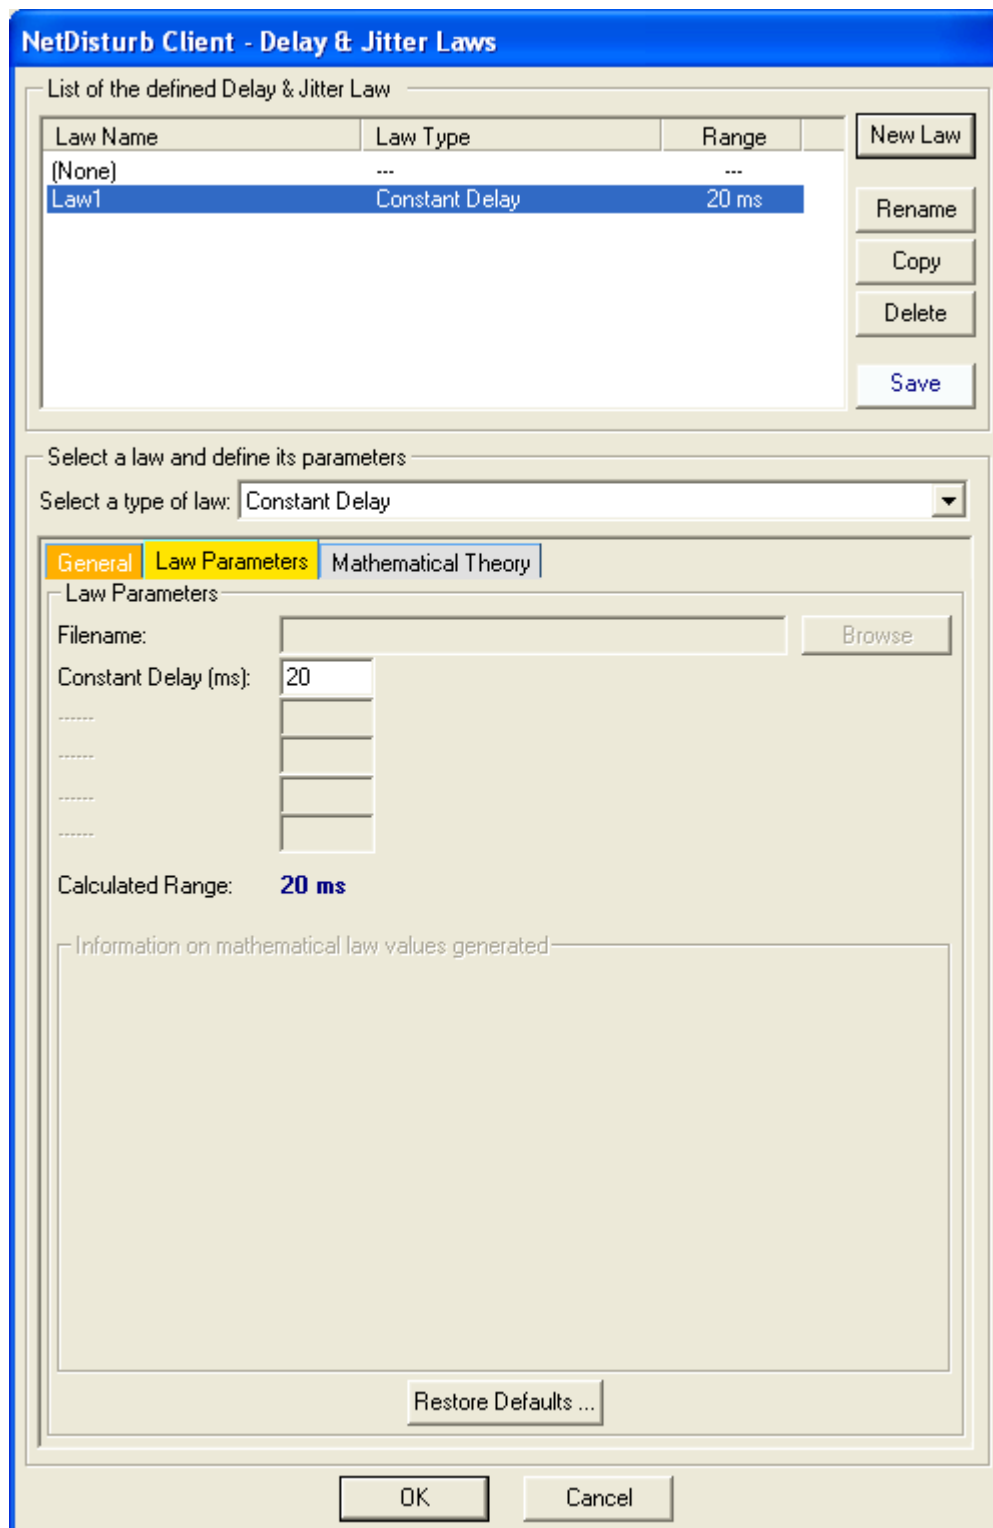 NetDisturb Client - Delay & Jitter Laws
List of the defined Delay & Jitter Law
Law Name Law Type Range
(None) --- ---
Law1 Constant Delay 20 ms
New Law
Rename
Copy
Delete
Save
Select a law and define its parameters
Select a type of law: Constant Delay
General Law Parameters Mathematical Theory
Law Parameters
Filename: Browse
Constant Delay (ms): 20
------
------
------
------
Calculated Range: 20 ms
Information on mathematical law values generated
Restore Defaults ...
OK Cancel